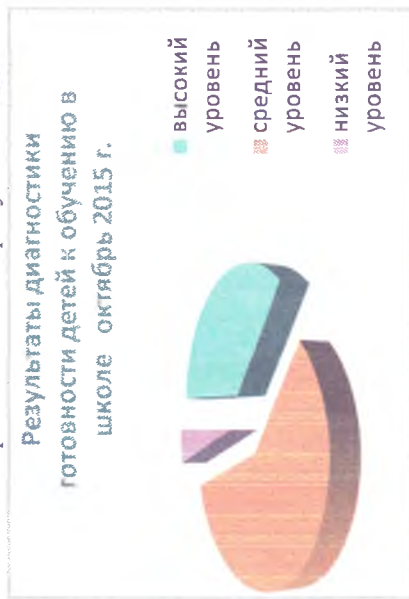 Результаты диагностики
готовности детей к обучению в
школе октябрь 2015 г.
высокий
уровень
средний
уровень
низкий
уровень